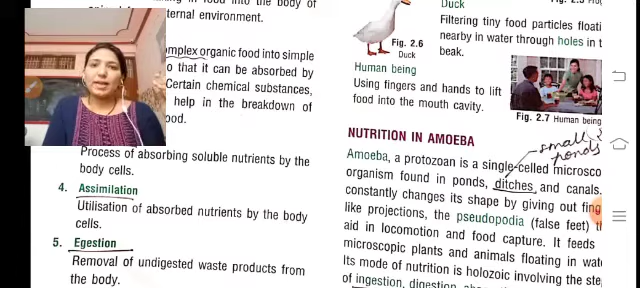 the body of
ternal environment.
mplex organic food into simple
o that it can be absorbed by
Certain chemical substances,
help in the breakdown of
ood.
Process of absorbing soluble nutrients by the
body cells.
4. Assimilation
Utilisation of absorbed nutrients by the body
cells.
5. Egestion
Removal of undigested waste products from
the body.
Duck
Filtering tiny food particles floati
nearby in water through holes in t
beak.
Fig. 2.6
Duck
Human being
Using fingers and hands to lift
food into the mouth cavity.
Fig. 2.7 Human being
NUTRITION IN AMOEBA
small
ponds
Amoeba, a protozoan is a single-celled microsco
organism found in ponds, ditches, and canals.
constantly changes its shape by giving out fing
like projections, the pseudopodia (false feet) t
aid in locomotion and food capture. It feeds
microscopic plants and animals floating in wat
Its mode of nutrition is holozoic involving the ste
of ingestion, digestion,